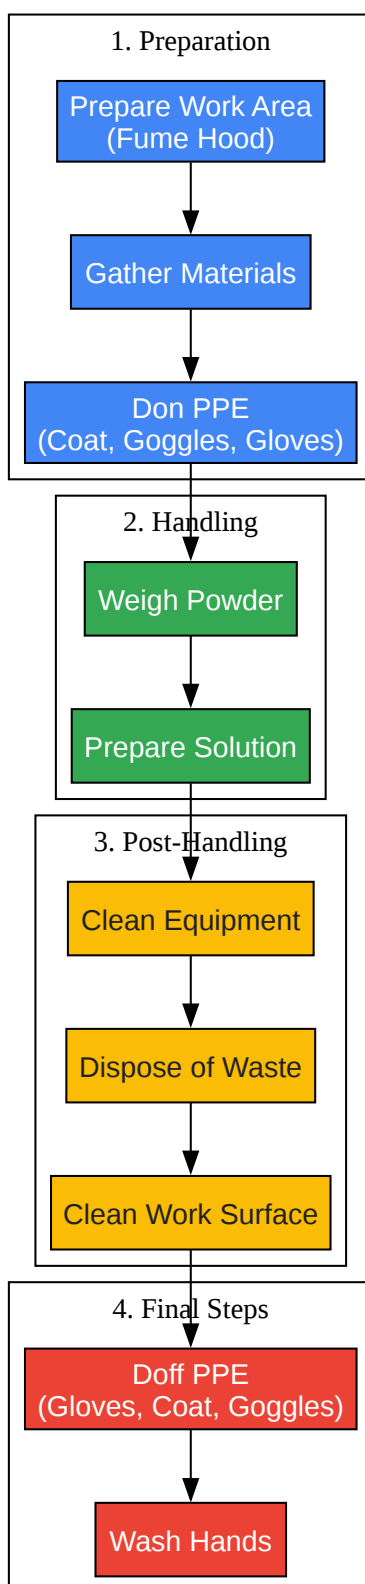 1. Preparation
Prepare Work Area
(Fume Hood)
Gather Materials
Don PPE
(Coat, Goggles, Gloves)
2. Handling
Weigh Powder
Prepare Solution
3. Post-Handling
Clean Equipment
Dispose of Waste
Clean Work Surface
4. Final Steps
Doff PPE
(Gloves, Coat, Goggles)
Wash Hands